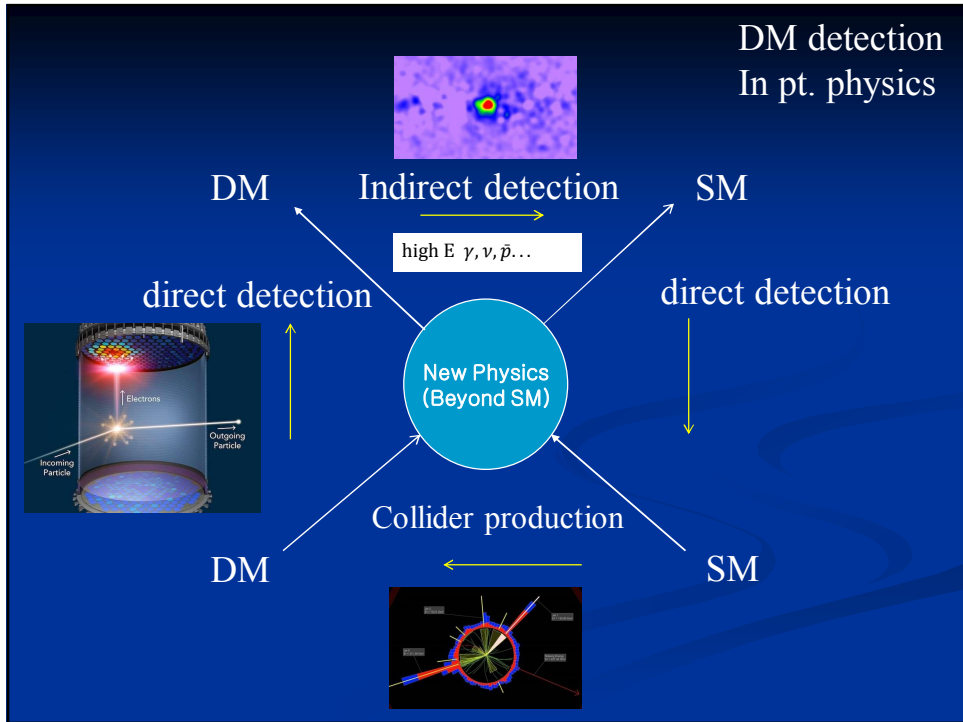 DM detection
In pt. physics
DM
Indirect detection
SM
high E γ, ν, p̄...
direct detection
direct detection
New Physics
(Beyond SM)
Electrons
Outgoing
Particle
Incoming
Particle
Collider production
DM
SM